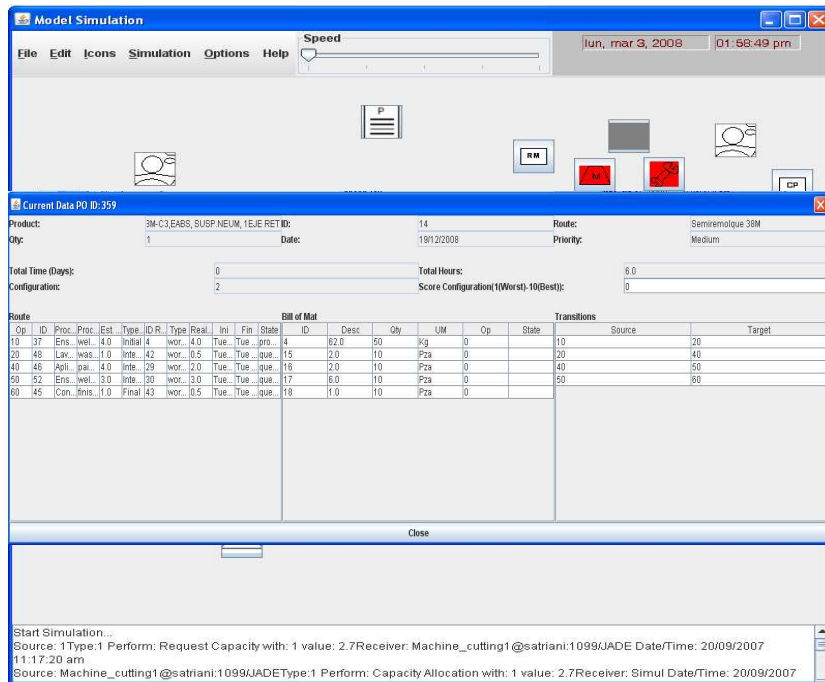 Model Simulation
File Edit Icons Simulation Options Help
Speed
lun, mar 3, 2008 01:58:49 pm
P
RM
M
CP
Current Data PO ID:359
Product: 3M-C3,EABS, SUSP.NEUM, 1EJE RET ID: 14 Route: Semiremolque 38M
Qty: 1 Date: 19/12/2008 Priority: Medium
Total Time (Days): 0 Total Hours: 6.0
Configuration: 2 Score Configuration(1(Worst)-10(Best)): 0
Route Bill of Mat Transitions
Op ID Proc... Proc... Est... Type... ID R... Type Real... Ini Fin State ID Desc Qty UM Op State Source Target
10 37 Ens... wel... 4.0 Initial 4 wor... 4.0 Tue... Tue... pro... 4 62.0 50 Kg 0 10 20
20 48 Lav... was... 1.0 Inte... 42 wor... 0.5 Tue... Tue... que... 15 2.0 10 Pza 0 20 40
40 46 Apli... pai... 4.0 Inte... 29 wor... 2.0 Tue... Tue... que... 16 2.0 10 Pza 0 40 50
50 52 Ens... wel... 3.0 Inte... 30 wor... 3.0 Tue... Tue... que... 17 6.0 10 Pza 0 50 60
60 45 Con... finis... 1.0 Final 43 wor... 0.5 Tue... Tue... que... 18 1.0 10 Pza 0
Close
Start Simulation...
Source: 1Type:1 Perform: Request Capacity with: 1 value: 2.7Receiver: Machine_cutting1@satriani:1099/JADE Date/Time: 20/09/2007
11:17:20 am
Source: Machine_cutting1@satriani:1099/JADEType:1 Perform: Capacity Allocation with: 1 value: 2.7Receiver: Simul Date/Time: 20/09/2007